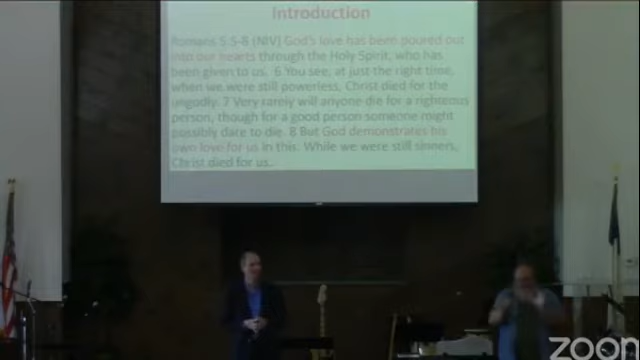 Introduction
Romans 5:5-8 (NIV) God's love has been poured out
into our hearts through the Holy Spirit, who has
been given to us. 6 You see, at just the right time,
when we were still powerless, Christ died for the
ungodly. 7 Very rarely will anyone die for a righteous
person, though for a good person someone might
possibly dare to die. 8 But God demonstrates his
own love for us in this: While we were still sinners,
Christ died for us.
zoom